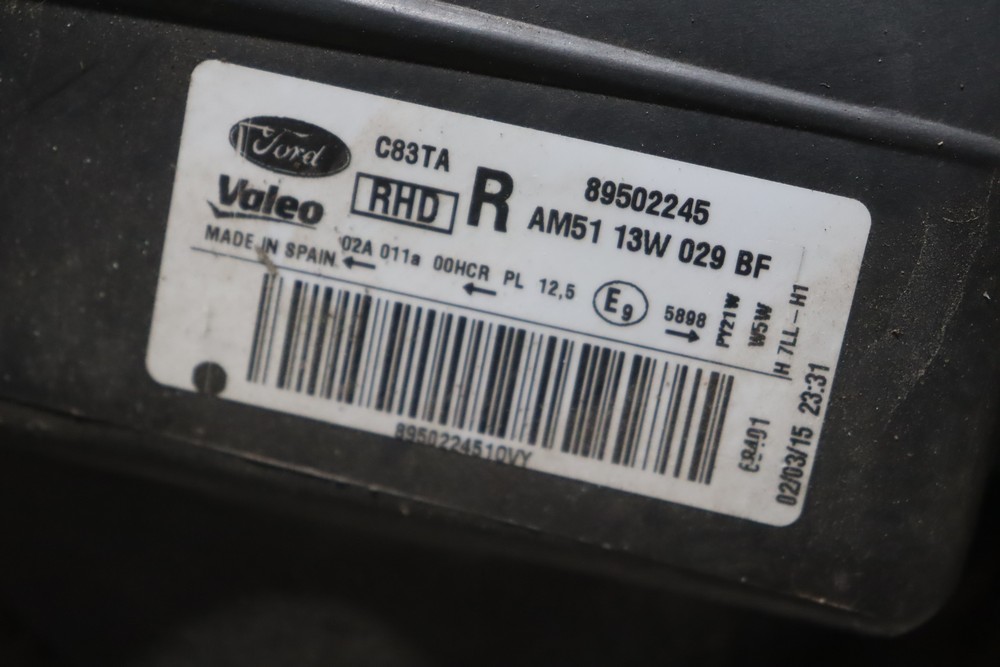 Ford
C83TA
Valeo
RHD
R
89502245
AM51 13W 029 BF
MADE IN SPAIN
02A 011a 00HCR PL 12,5 E9 5898
PY21W
W5W
H7LL-H1
8950224510VY
02/03/15 23:31